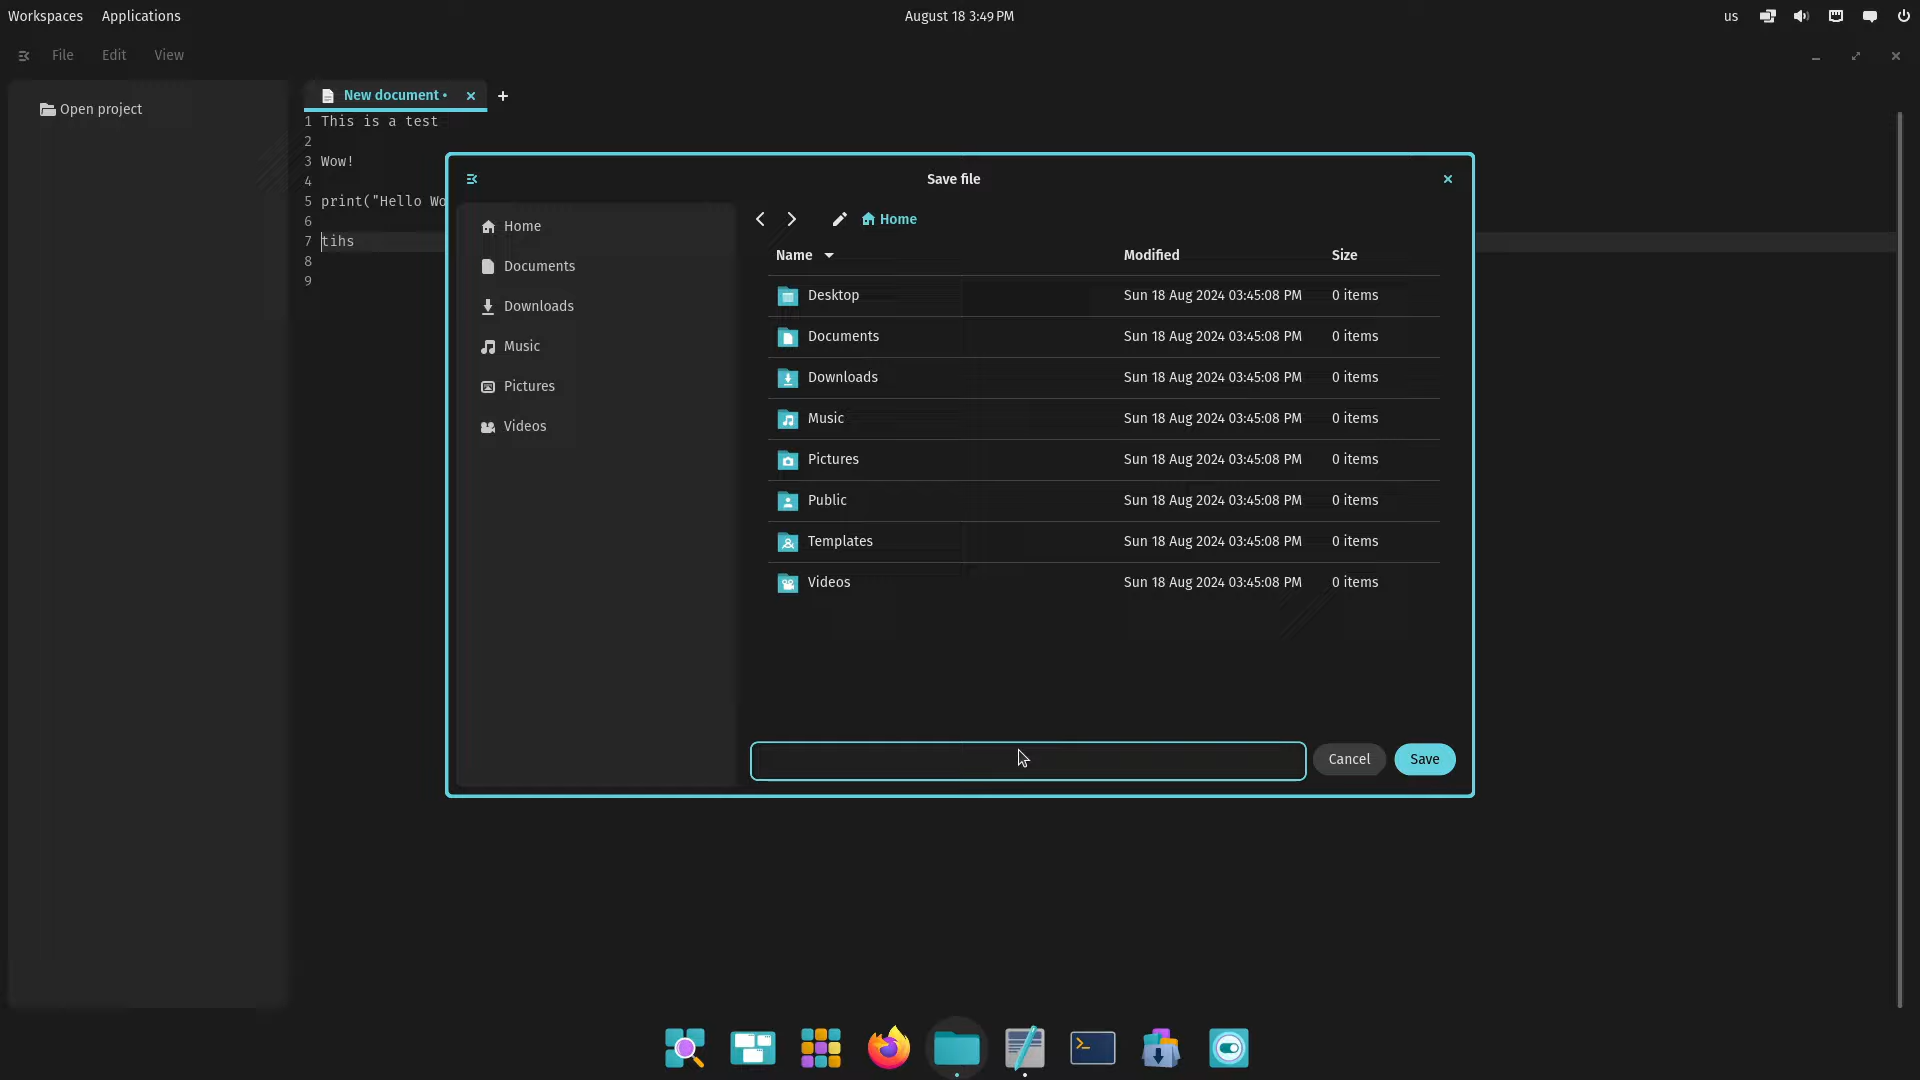 Workspaces Applications August 18 3:49 PM us
File Edit View
Open project
New document •
1 This is a test
2
3 Wow!
4
5 print("Hello Wo
6
7 tihs
8
9
Save file
Home
Documents
Downloads
Music
Pictures
Videos
Home
Name Modified Size
Desktop Sun 18 Aug 2024 03:45:08 PM 0 items
Documents Sun 18 Aug 2024 03:45:08 PM 0 items
Downloads Sun 18 Aug 2024 03:45:08 PM 0 items
Music Sun 18 Aug 2024 03:45:08 PM 0 items
Pictures Sun 18 Aug 2024 03:45:08 PM 0 items
Public Sun 18 Aug 2024 03:45:08 PM 0 items
Templates Sun 18 Aug 2024 03:45:08 PM 0 items
Videos Sun 18 Aug 2024 03:45:08 PM 0 items
Cancel Save